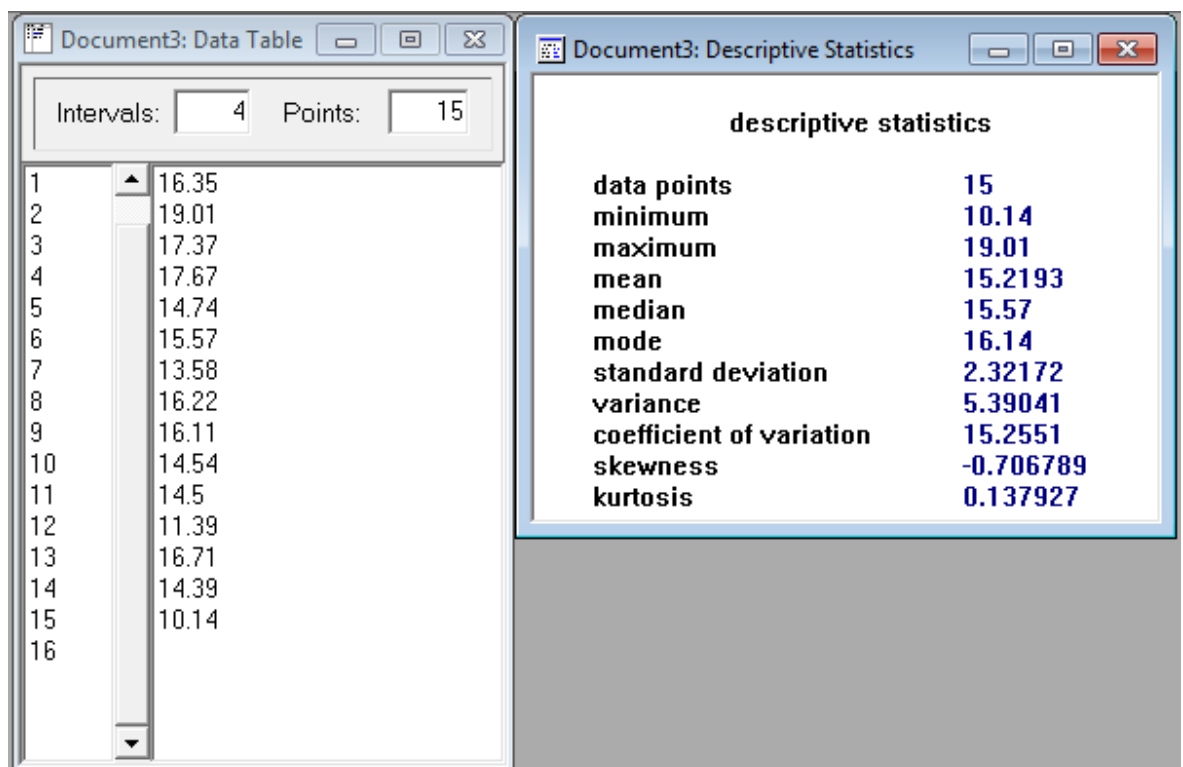 Document3: Data Table
Intervals: 4 Points: 15
1 16.35
2 19.01
3 17.37
4 17.67
5 14.74
6 15.57
7 13.58
8 16.22
9 16.11
10 14.54
11 14.5
12 11.39
13 16.71
14 14.39
15 10.14
16
Document3: Descriptive Statistics
descriptive statistics
data points 15
minimum 10.14
maximum 19.01
mean 15.2193
median 15.57
mode 16.14
standard deviation 2.32172
variance 5.39041
coefficient of variation 15.2551
skewness -0.706789
kurtosis 0.137927